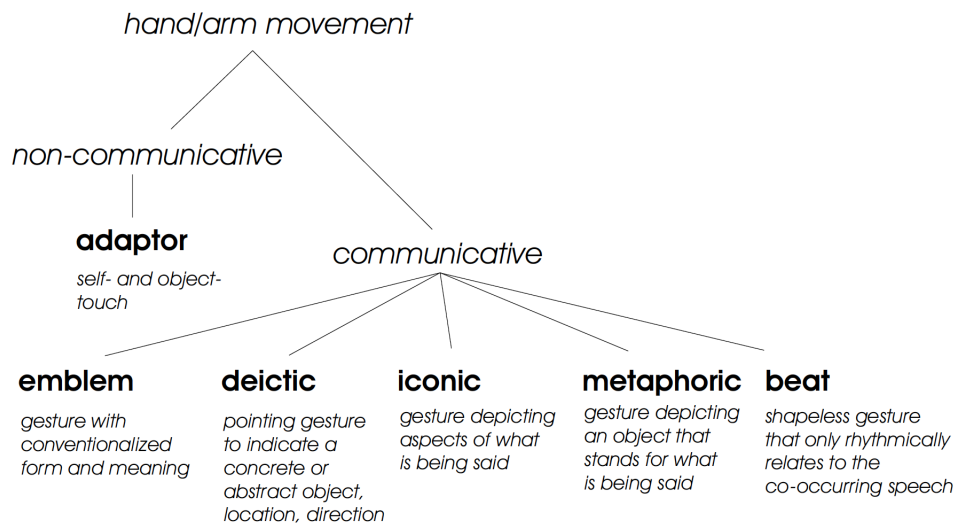 hand/arm movement
non-communicative
adaptor
self- and object-
touch
communicative
emblem
gesture with
conventionalized
form and meaning
deictic
pointing gesture
to indicate a
concrete or
abstract object,
location, direction
iconic
gesture depicting
aspects of what
is being said
metaphoric
gesture depicting
an object that
stands for what
is being said
beat
shapeless gesture
that only rhythmically
relates to the
co-occurring speech